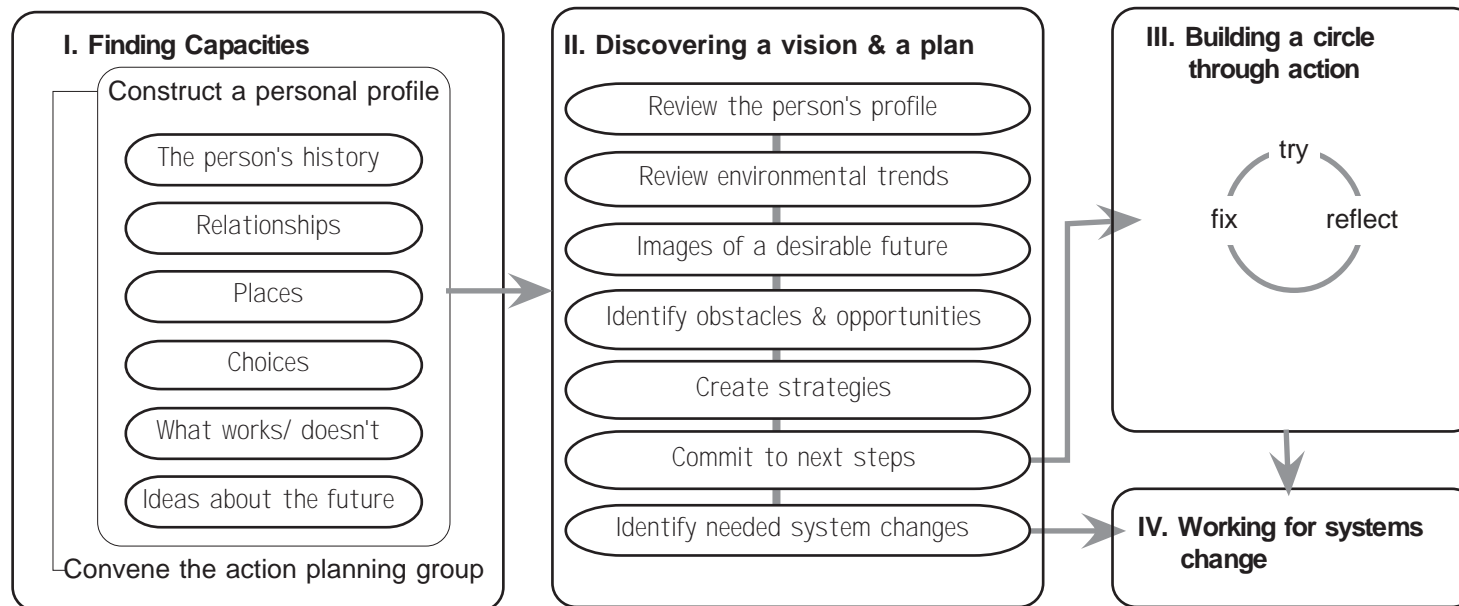 I. Finding Capacities
Construct a personal profile
The person's history
Relationships
Places
Choices
What works/ doesn't
Ideas about the future
Convene the action planning group
II. Discovering a vision & a plan
Review the person's profile
Review environmental trends
Images of a desirable future
Identify obstacles & opportunities
Create strategies
Commit to next steps
Identify needed system changes
III. Building a circle
through action
try
fix
reflect
IV. Working for systems
change